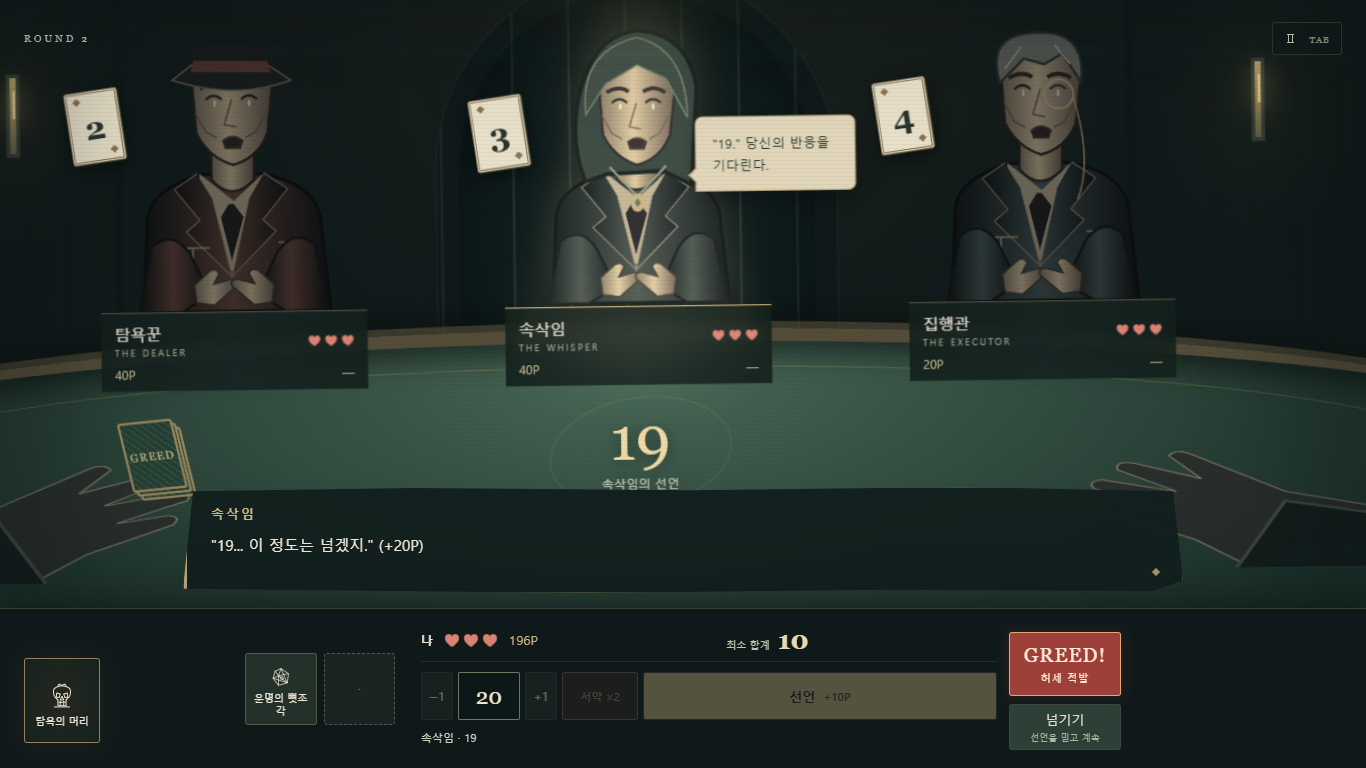 ROUND 2
II TAB
2
3
4
"19." 당신의 반응을
기다린다.
탐욕꾼
THE DEALER
40P
—
속삭임
THE WHISPER
40P
—
집행관
THE EXECUTOR
20P
—
GREED
19
속삭임의 선언
속삭임
"19... 이 정도는 넘겠지." (+20P)
탐욕의 머리
운명의 뼛조
각
나 196P
최소 합계 10
−1
20
+1
서약 ×2
선언 +10P
속삭임 · 19
GREED!
허세 적발
넘기기
선언을 믿고 계속